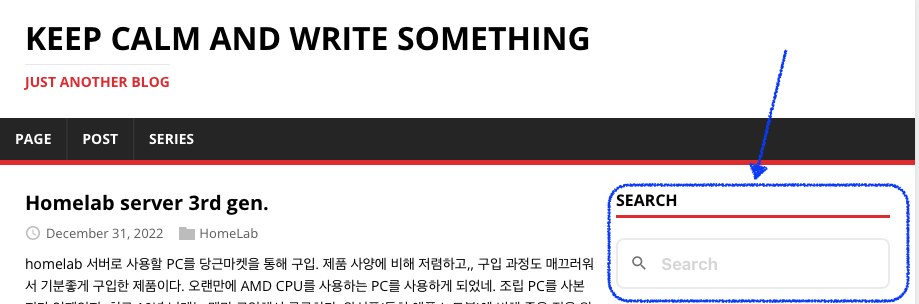 KEEP CALM AND WRITE SOMETHING
JUST ANOTHER BLOG
PAGE POST SERIES
Homelab server 3rd gen.
December 31, 2022 HomeLab
homelab 서버로 사용할 PC를 당근마켓을 통해 구입. 제품 사양에 비해 저렴하고,, 구입 과정도 매끄러워
서 기분좋게 구입한 제품이다. 오랜만에 AMD CPU를 사용하는 PC를 사용하게 되었네. 조립 PC를 사본
SEARCH
Search